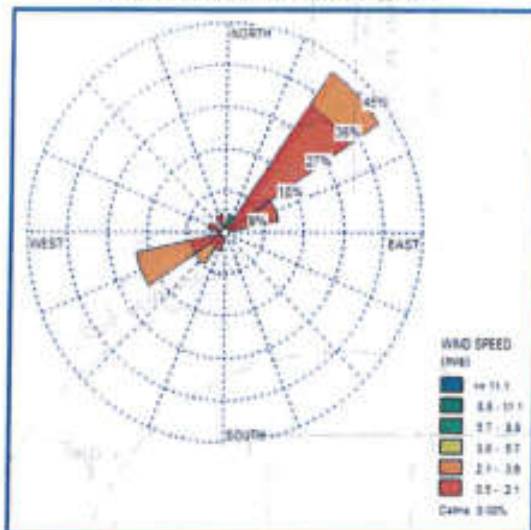 NORTH
45%
36%
27%
18%
9%
WEST
EAST
SOUTH
WIND SPEED
(m/s)
>= 11.1
8.8 - 11.1
5.7 - 8.8
3.6 - 5.7
2.1 - 3.6
0.5 - 2.1
Calms: 0.00%